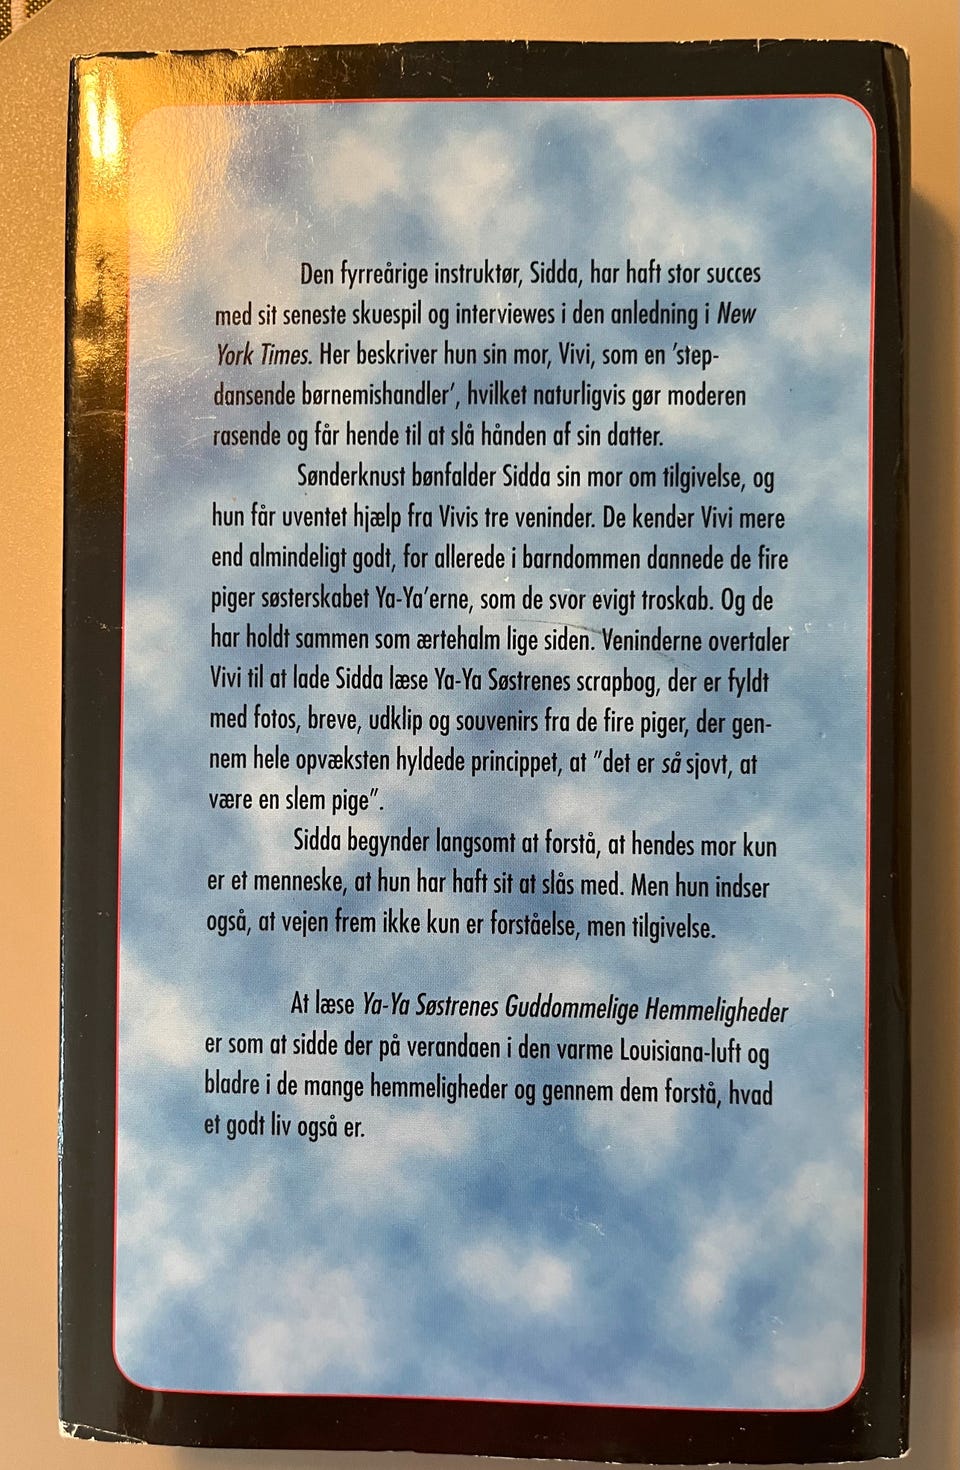 Den fyrreårige instruktør, Sidda, har haft stor succes
med sit seneste skuespil og interviewes i den anledning i New
York Times. Her beskriver hun sin mor, Vivi, som en 'step-
dansende børnemishandler', hvilket naturligvis gør moderen
rasende og får hende til at slå hånden af sin datter.
Sønderknust bønfalder Sidda sin mor om tilgivelse, og
hun får uventet hjælp fra Vivis tre veninder. De kender Vivi mere
end almindeligt godt, for allerede i barndommen dannede de fire
piger søsterskabet Ya-Ya'erne, som de svor evigt troskab. Og de
har holdt sammen som ærtehalm lige siden. Veninderne overtaler
Vivi til at lade Sidda læse Ya-Ya Søstrenes scrapbog, der er fyldt
med fotos, breve, udklip og souvenirs fra de fire piger, der gen-
nem hele opvæksten hyldede princippet, at "det er så sjovt, at
være en slem pige".
Sidda begynder langsomt at forstå, at hendes mor kun
er et menneske, at hun har haft sit at slås med. Men hun indser
også, at vejen frem ikke kun er forståelse, men tilgivelse.
At læse Ya-Ya Søstrenes Guddommelige Hemmeligheder
er som at sidde der på verandaen i den varme Louisiana-luft og
bladre i de mange hemmeligheder og gennem dem forstå, hvad
et godt liv også er.